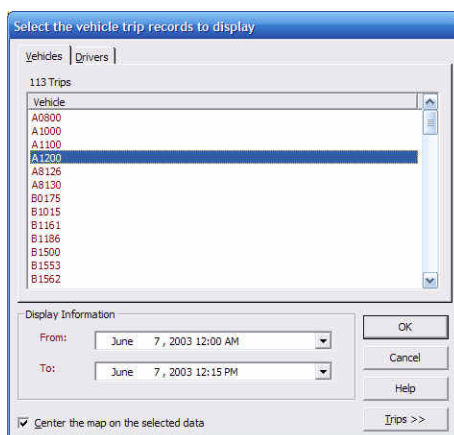 Select the vehicle trip records to display
Vehicles Drivers
113 Trips
Vehicle
A0800
A1000
A1100
A1200
A8126
A8130
B0175
B1015
B1161
B1186
B1500
B1553
B1562
Display Information
From: June 7 , 2003 12:00 AM
To: June 7 , 2003 12:15 PM
OK
Cancel
Help
Center the map on the selected data
Trips >>